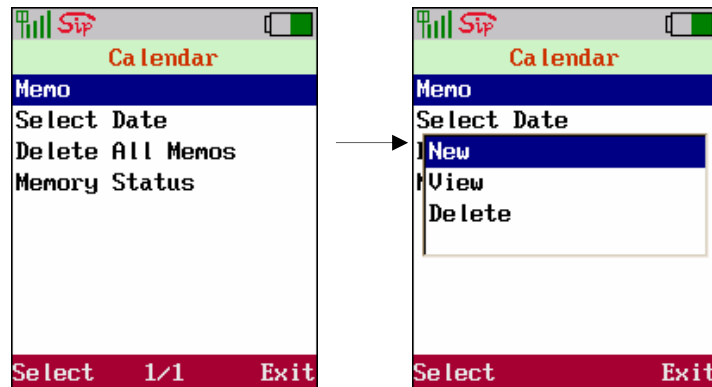 Sip
Calendar
Memo
Select Date
Delete All Memos
Memory Status
Select 1/1 Exit
Sip
Calendar
Memo
Select Date
New
View
Delete
Select Exit